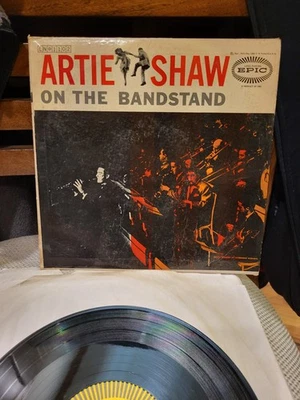 ARTIE SHAW
EPIC
ON THE BANDSTAND